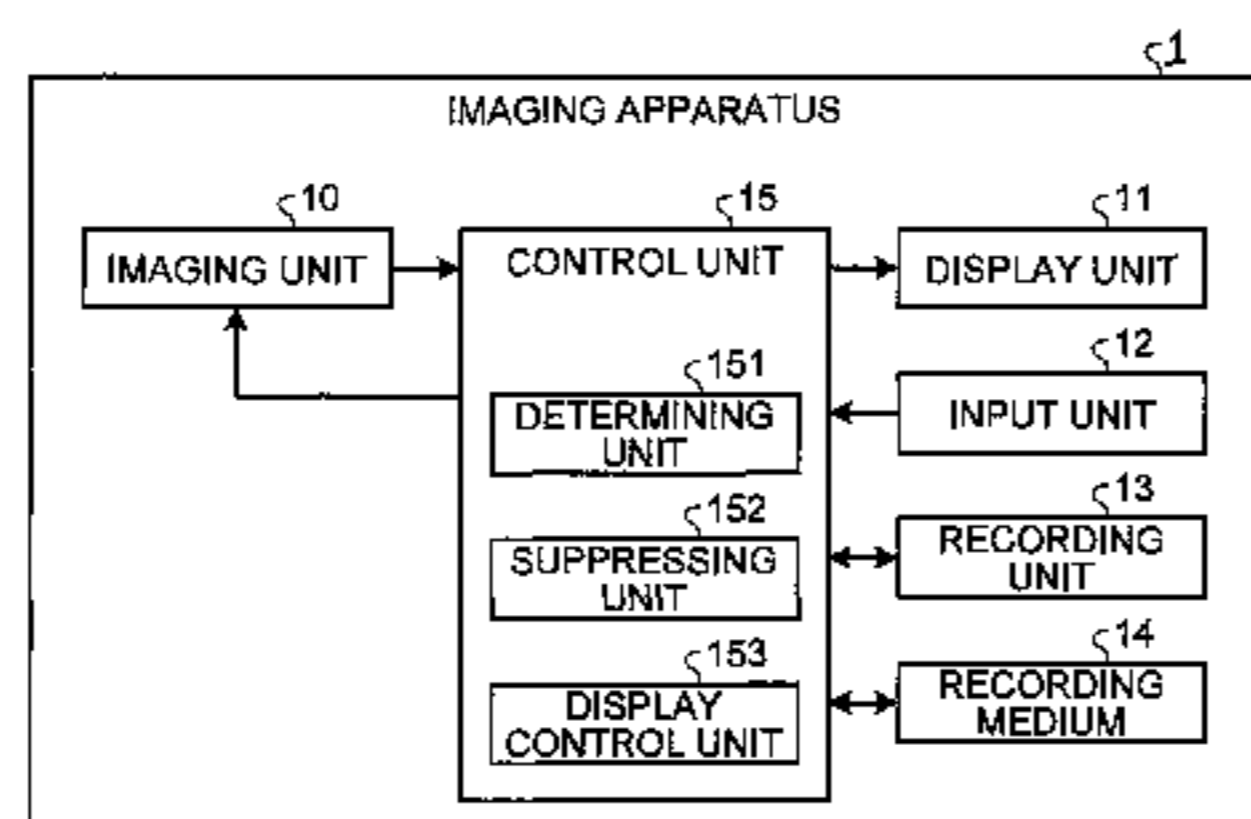 1
IMAGING APPARATUS
10
IMAGING UNIT
15
CONTROL UNIT
11
DISPLAY UNIT
12
INPUT UNIT
151
DETERMINING
UNIT
13
RECORDING
UNIT
152
SUPPRESSING
UNIT
14
RECORDING
MEDIUM
153
DISPLAY
CONTROL UNIT